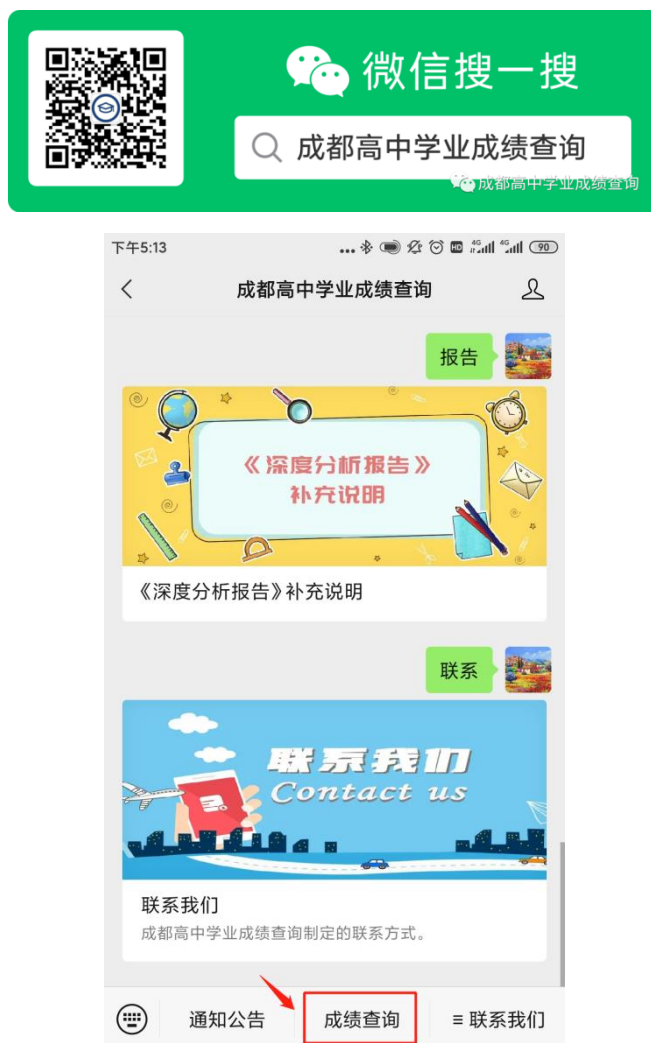 微信搜一搜
成都高中学业成绩查询
成都高中学业成绩查询
下午5:13
HD 4G 4G 90
成都高中学业成绩查询
报告
《深度分析报告》
补充说明
《深度分析报告》补充说明
联系
联系我们
Contact us
联系我们
成都高中学业成绩查询制定的联系方式。
通知公告
成绩查询
≡ 联系我们